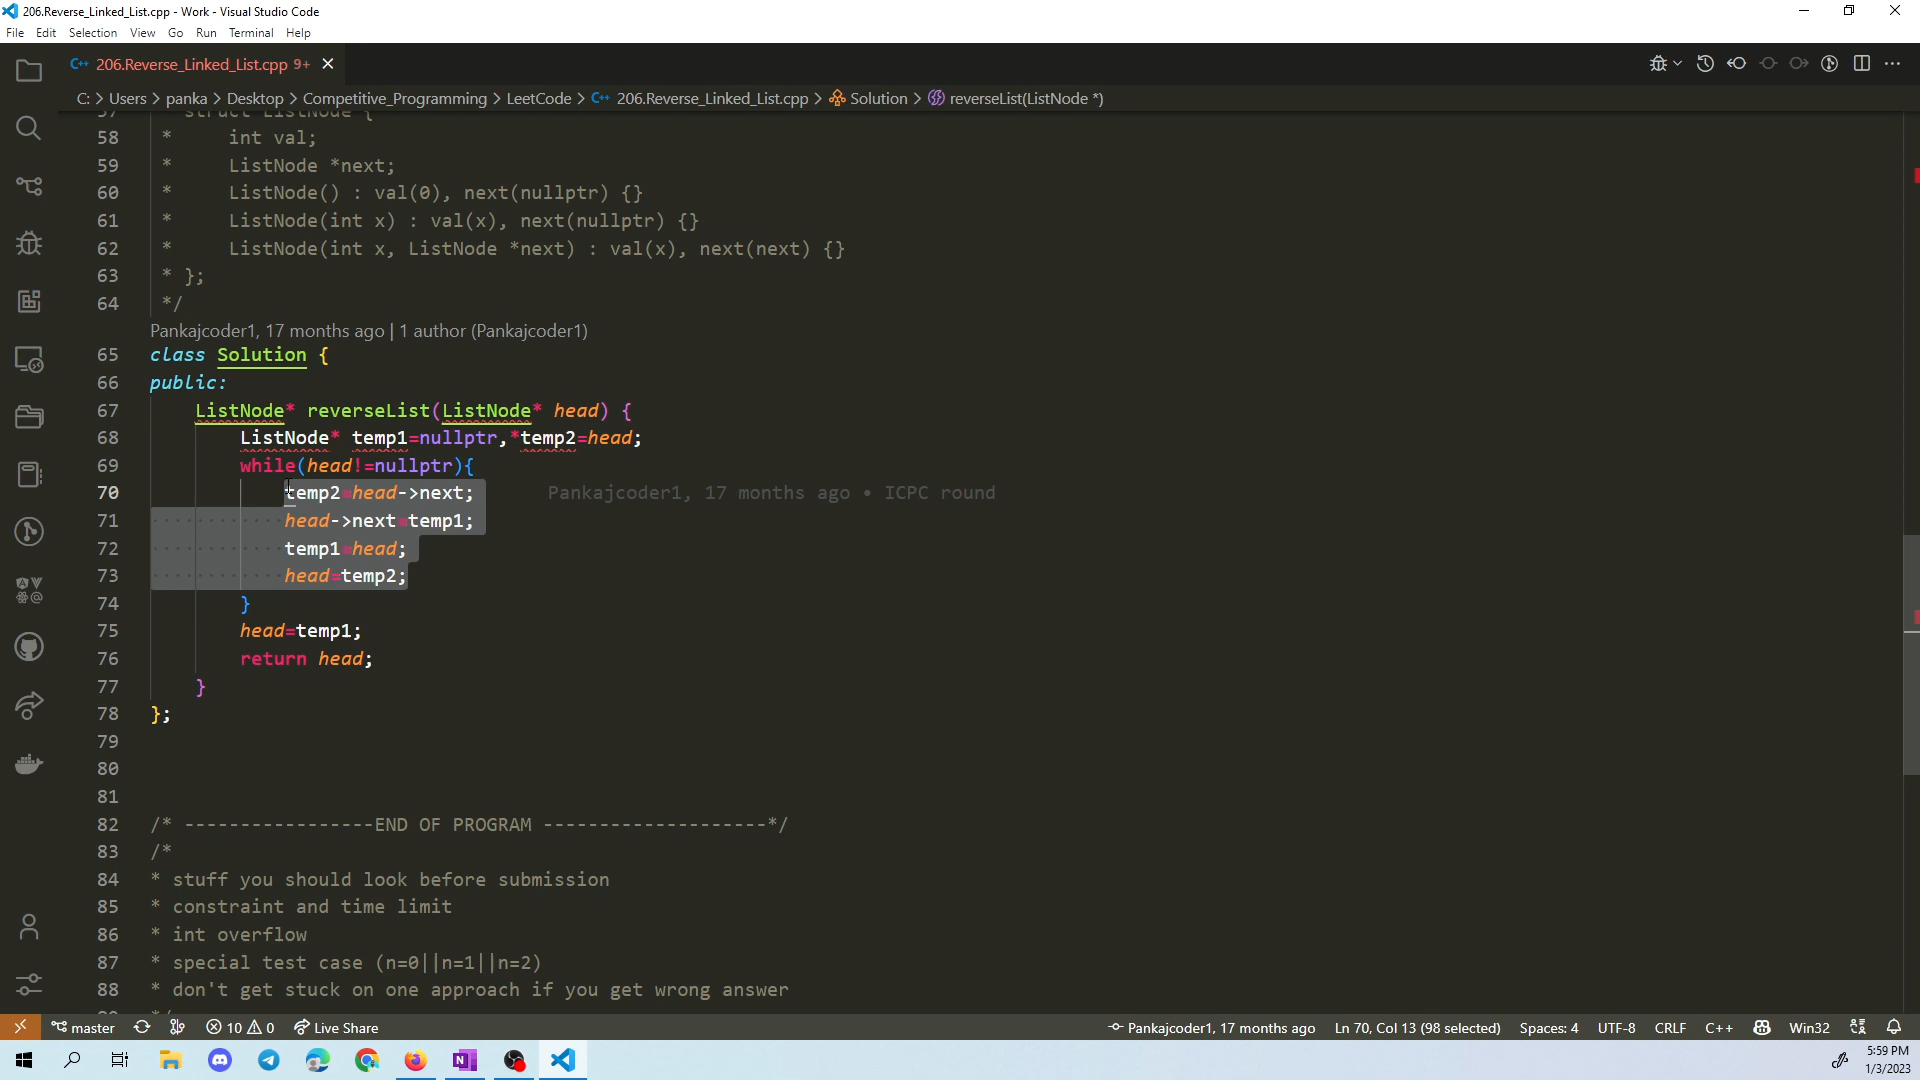 206.Reverse_Linked_List.cpp - Work - Visual Studio Code
File Edit Selection View Go Run Terminal Help
C++ 206.Reverse_Linked_List.cpp 9+
C: > Users > panka > Desktop > Competitive_Programming > LeetCode > C++ 206.Reverse_Linked_List.cpp > Solution > reverseList(ListNode *)
57 * struct ListNode {
58 * int val;
59 * ListNode *next;
60 * ListNode() : val(0), next(nullptr) {}
61 * ListNode(int x) : val(x), next(nullptr) {}
62 * ListNode(int x, ListNode *next) : val(x), next(next) {}
63 * };
64 */
Pankajcoder1, 17 months ago | 1 author (Pankajcoder1)
65 class Solution {
66 public:
67 ListNode* reverseList(ListNode* head) {
68 ListNode* temp1=nullptr,*temp2=head;
69 while(head!=nullptr){
70 temp2=head->next; Pankajcoder1, 17 months ago • ICPC round
71 head->next=temp1;
72 temp1=head;
73 head=temp2;
74 }
75 head=temp1;
76 return head;
77 }
78 };
79
80
81
82 /* -----------------END OF PROGRAM --------------------*/
83 /*
84 * stuff you should look before submission
85 * constraint and time limit
86 * int overflow
87 * special test case (n=0||n=1||n=2)
88 * don't get stuck on one approach if you get wrong answer
master 10 0 Live Share Pankajcoder1, 17 months ago Ln 70, Col 13 (98 selected) Spaces: 4 UTF-8 CRLF C++ Win32
5:59 PM
1/3/2023